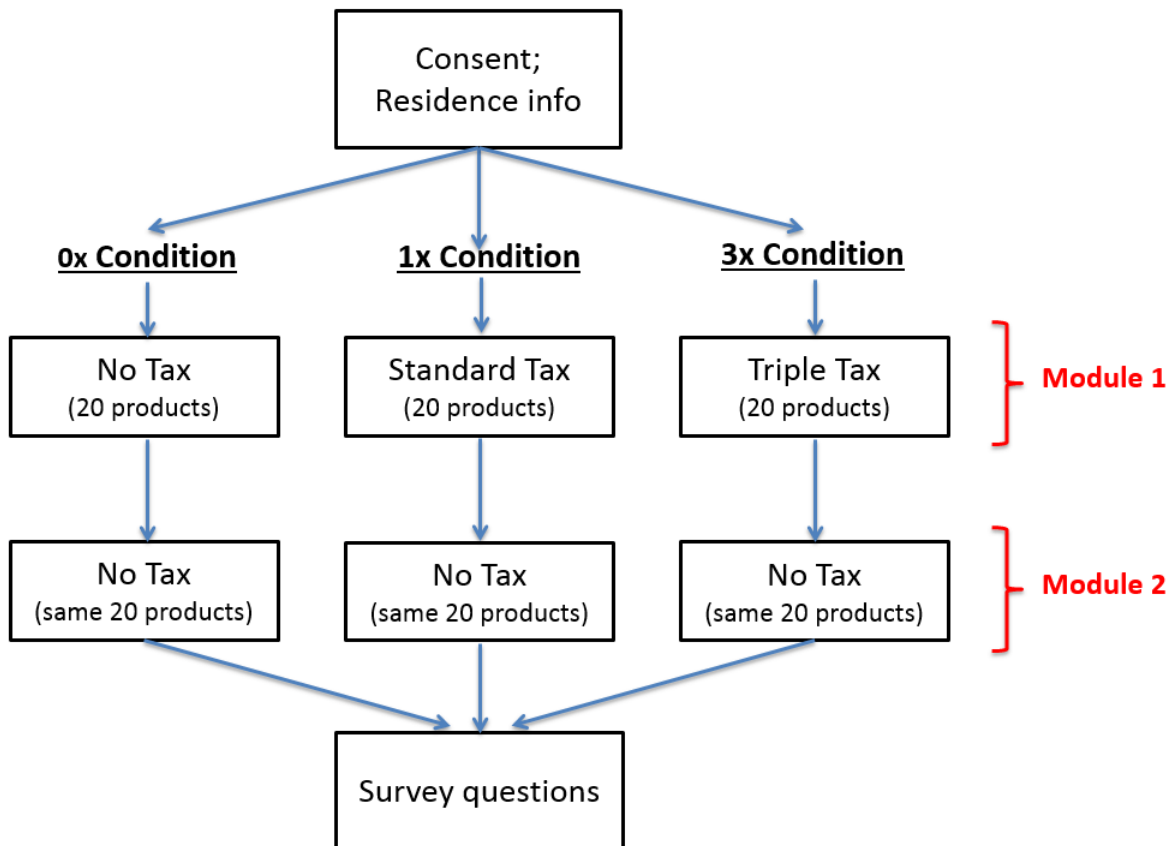 Consent;
Residence info
0x Condition
1x Condition
3x Condition
No Tax
(20 products)
Standard Tax
(20 products)
Triple Tax
(20 products)
Module 1
No Tax
(same 20 products)
No Tax
(same 20 products)
No Tax
(same 20 products)
Module 2
Survey questions